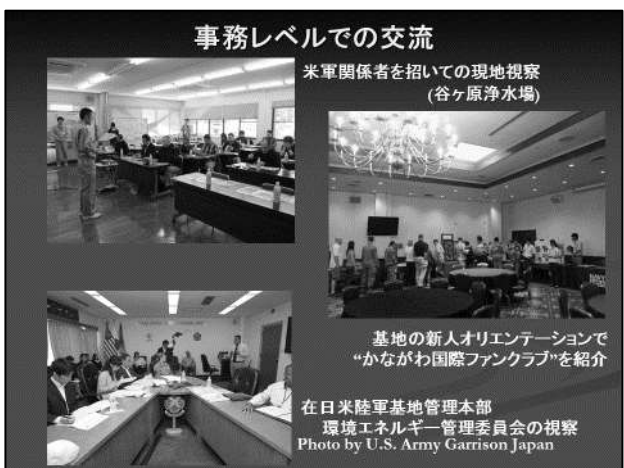 事務レベルでの交流
米軍関係者を招いての現地視察
(谷ヶ原浄水場)
基地の新人オリエンテーションで
“かながわ国際ファンクラブ”を紹介
在日米陸軍基地管理本部
環境エネルギー管理委員会の視察
Photo by U.S. Army Garrison Japan